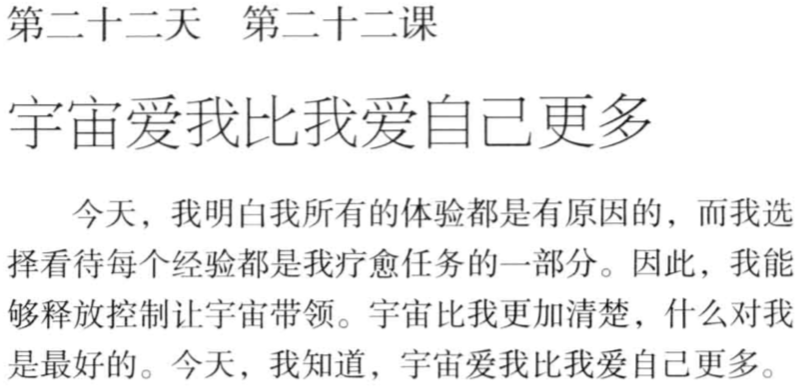 第二十二天　第二十二课
宇宙爱我比我爱自己更多
今天，我明白我所有的体验都是有原因的，而我选
择看待每个经验都是我疗愈任务的一部分。因此，我能
够释放控制让宇宙带领。宇宙比我更加清楚，什么对我
是最好的。今天，我知道，宇宙爱我比我爱自己更多。